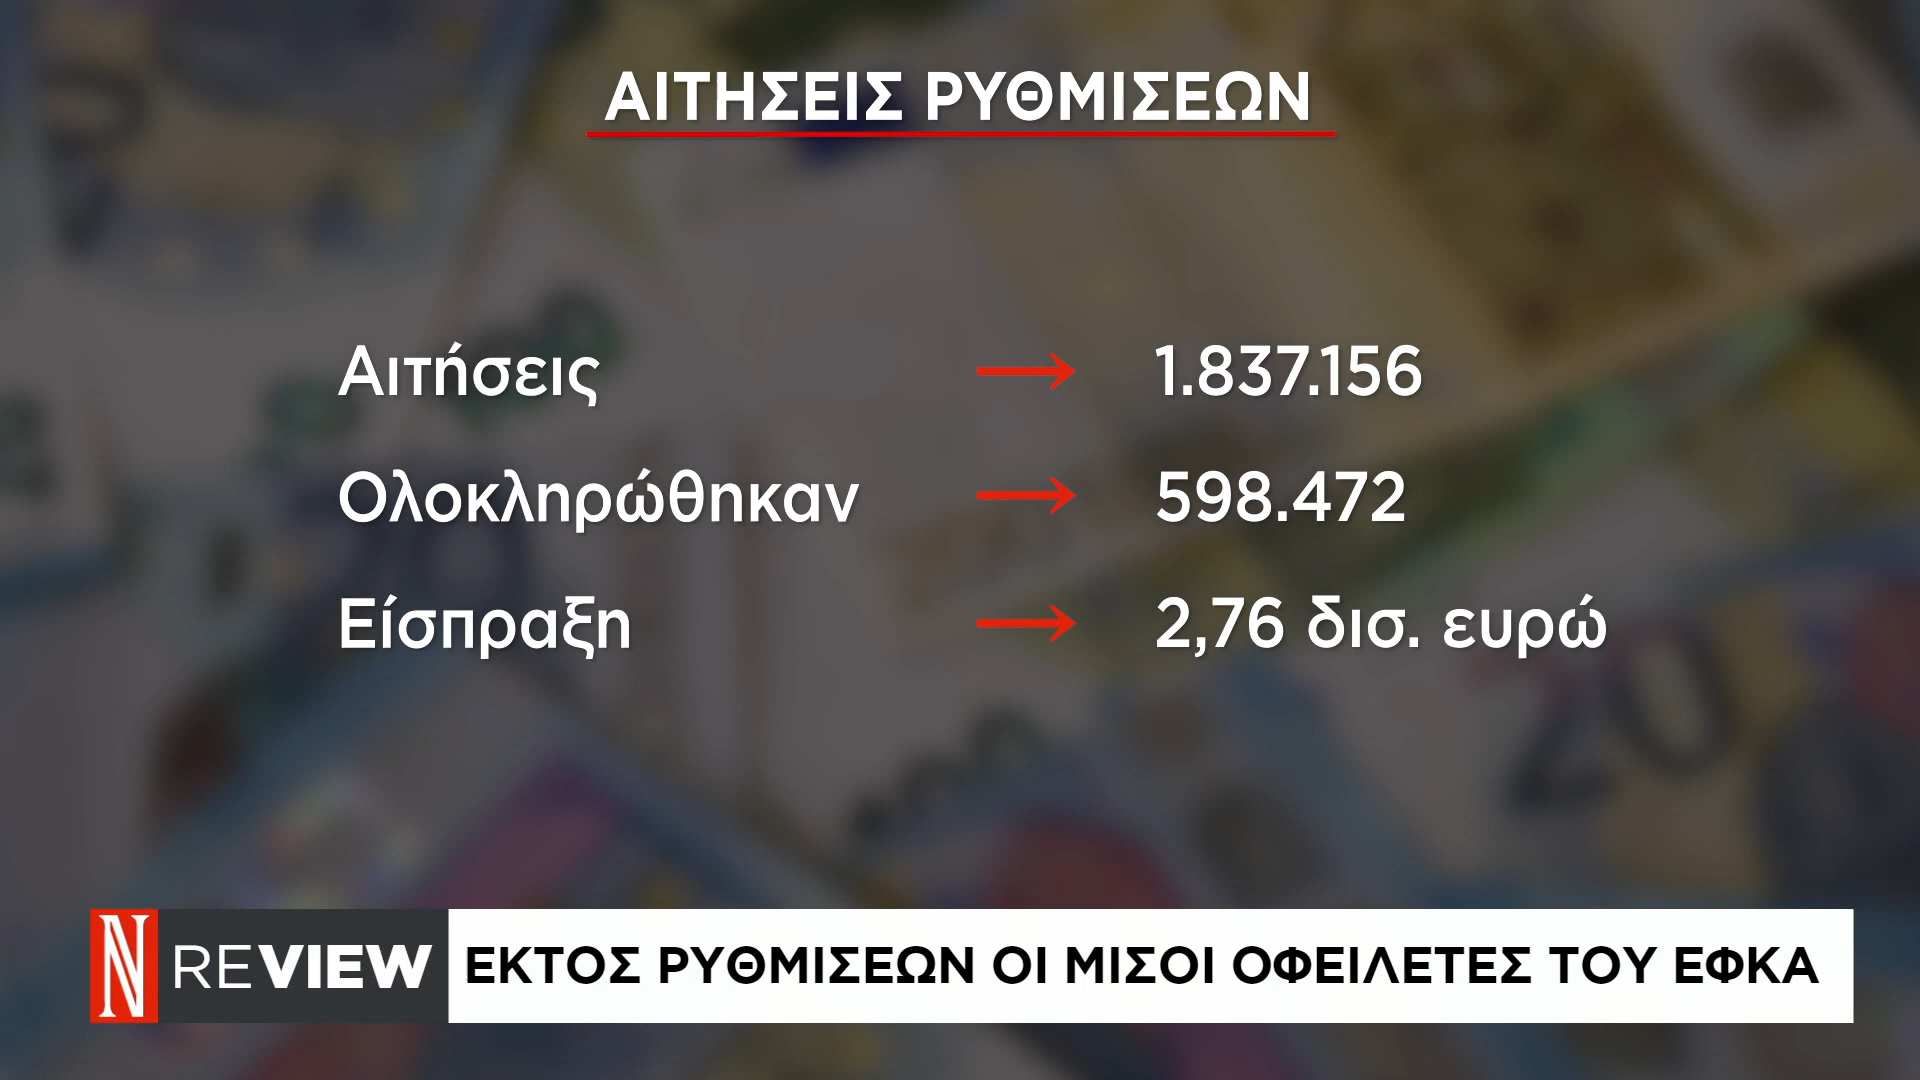 ΑΙΤΗΣΕΙΣ ΡΥΘΜΙΣΕΩΝ
Αιτήσεις → 1.837.156
Ολοκληρώθηκαν → 598.472
Είσπραξη → 2,76 δισ. ευρώ
N REVIEW ΕΚΤΟΣ ΡΥΘΜΙΣΕΩΝ ΟΙ ΜΙΣΟΙ ΟΦΕΙΛΕΤΕΣ ΤΟΥ ΕΦΚΑ
20